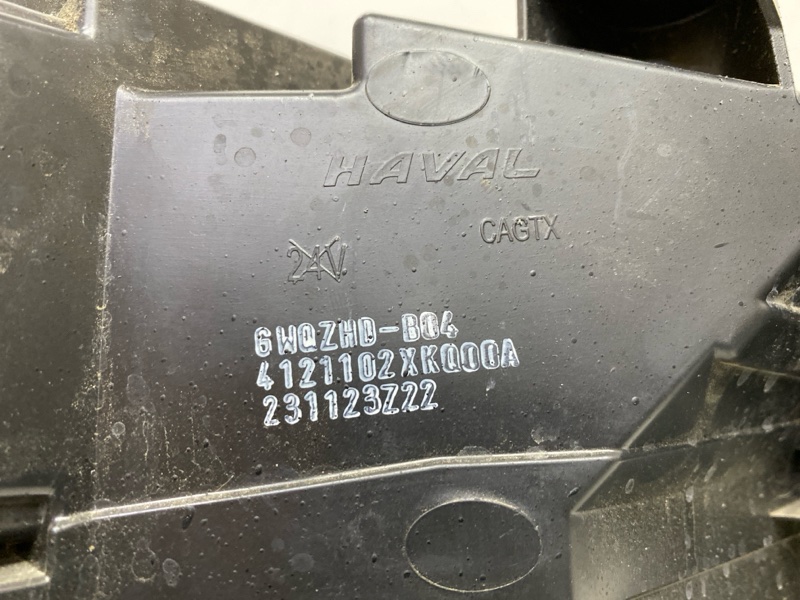 HAVAL
CAGTX
24V
6WQZHD-B04
4121102XKQ00A
231123Z22